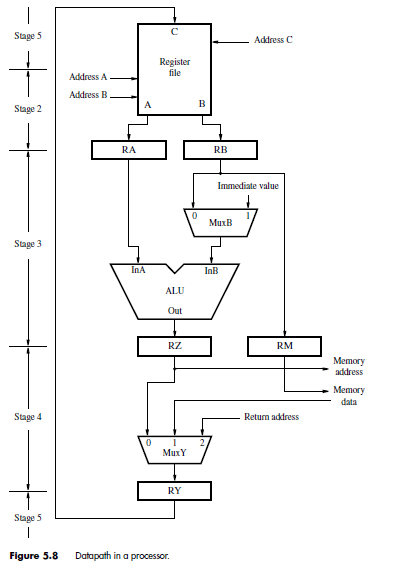 Stage 5
C
Address C
Register
file
Address A
Address B
Stage 2
A
B
RA
RB
Immediate value
0
1
MuxB
Stage 3
InA
InB
ALU
Out
RZ
RM
Memory
address
Memory
data
Stage 4
Return address
0
1
2
MuxY
RY
Stage 5
Figure 5.8 Datapath in a processor.